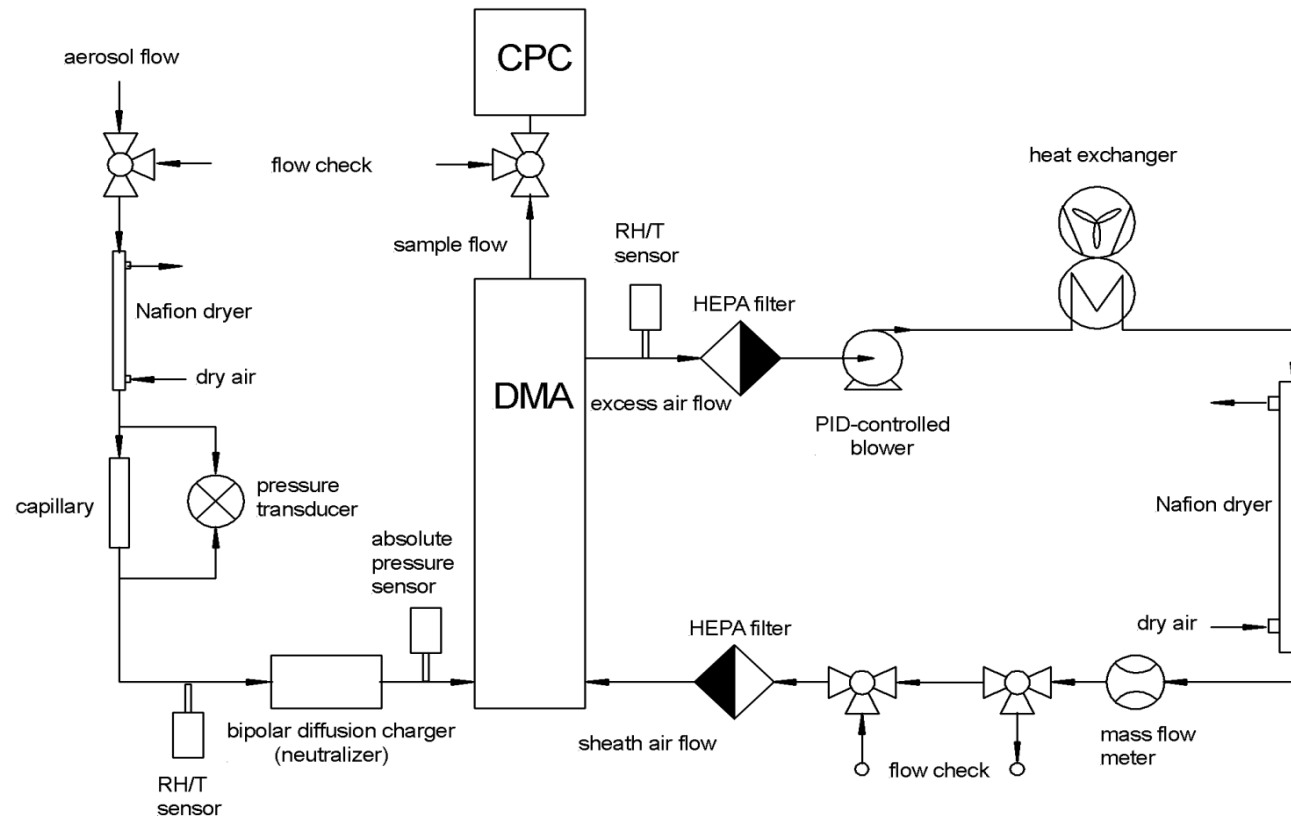 CPC
aerosol flow
flow check
heat exchanger
sample flow
RH/T
sensor
HEPA filter
Nafion dryer
dry air
DMA
excess air flow
PID-controlled
blower
capillary
pressure
transducer
Nafion dryer
absolute
pressure
sensor
HEPA filter
dry air
bipolar diffusion charger
(neutralizer)
sheath air flow
flow check
mass flow
meter
RH/T
sensor